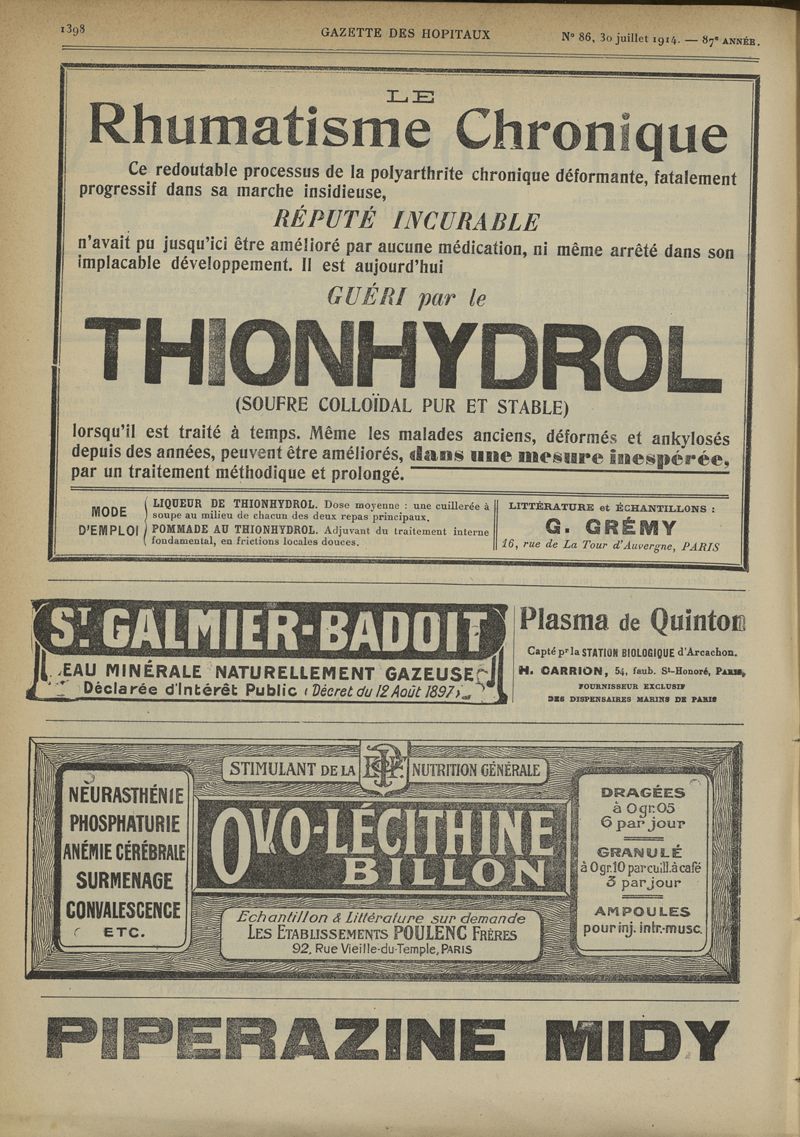 1398
GAZETTE DES HOPITAUX
N° 86, 30 juillet 1914. — 87e ANNÉE.
LE
Rhumatisme Chronique
Ce redoutable processus de la polyarthrite chronique déformante, fatalement
progressif dans sa marche insidieuse,
RÉPUTÉ INCURABLE
n'avait pu jusqu'ici être amélioré par aucune médication, ni même arrêté dans son
implacable développement. Il est aujourd'hui
GUÉRI par le
THIONHYDROL
(SOUFRE COLLOÏDAL PUR ET STABLE)
lorsqu'il est traité à temps. Même les malades anciens, déformés et ankylosés
depuis des années, peuvent être améliorés, dans une mesure inespérée,
par un traitement méthodique et prolongé.
MODE
D'EMPLOI
LIQUEUR DE THIONHYDROL. Dose moyenne : une cuillerée à
soupe au milieu de chacun des deux repas principaux.
POMMADE AU THIONHYDROL. Adjuvant du traitement interne
fondamental, en frictions locales douces.
LITTÉRATURE et ÉCHANTILLONS :
G. GRÉMY
16, rue de La Tour d'Auvergne, PARIS
ST GALMIER-BADOIT
EAU MINÉRALE NATURELLEMENT GAZEUSE
Déclarée d'Intérêt Public (Décret du 12 Août 1897)
Plasma de Quinton
Capté pr la STATION BIOLOGIQUE d'Arcachon.
H. CARRION, 54, faub. St-Honoré, PARIS,
FOURNISSEUR EXCLUSIF
DES DISPENSAIRES MARINS DE PARIS
STIMULANT DE LA NUTRITION GÉNÉRALE
OVO-LÉCITHINE
BILLON
NEURASTHÉNIE
PHOSPHATURIE
ANÉMIE CÉRÉBRALE
SURMENAGE
CONVALESCENCE
ETC.
Echantillon & Littérature sur demande
LES ETABLISSEMENTS POULENC FRÈRES
92, Rue Vieille-du-Temple, PARIS
DRAGÉES
à 0gr.05
6 par jour
GRANULÉ
à 0gr.10 par cuill. à café
3 par jour
AMPOULES
pour inj. intr.-musc.
PIPERAZINE MIDY